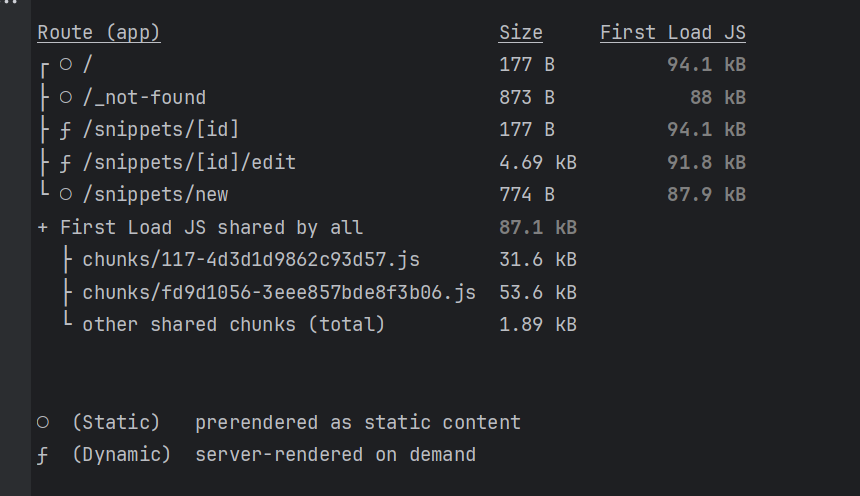 Route (app) Size First Load JS
┌ ○ / 177 B 94.1 kB
├ ○ /_not-found 873 B 88 kB
├ ƒ /snippets/[id] 177 B 94.1 kB
├ ƒ /snippets/[id]/edit 4.69 kB 91.8 kB
└ ○ /snippets/new 774 B 87.9 kB
+ First Load JS shared by all 87.1 kB
├ chunks/117-4d3d1d9862c93d57.js 31.6 kB
├ chunks/fd9d1056-3eee857bde8f3b06.js 53.6 kB
└ other shared chunks (total) 1.89 kB
○ (Static) prerendered as static content
ƒ (Dynamic) server-rendered on demand